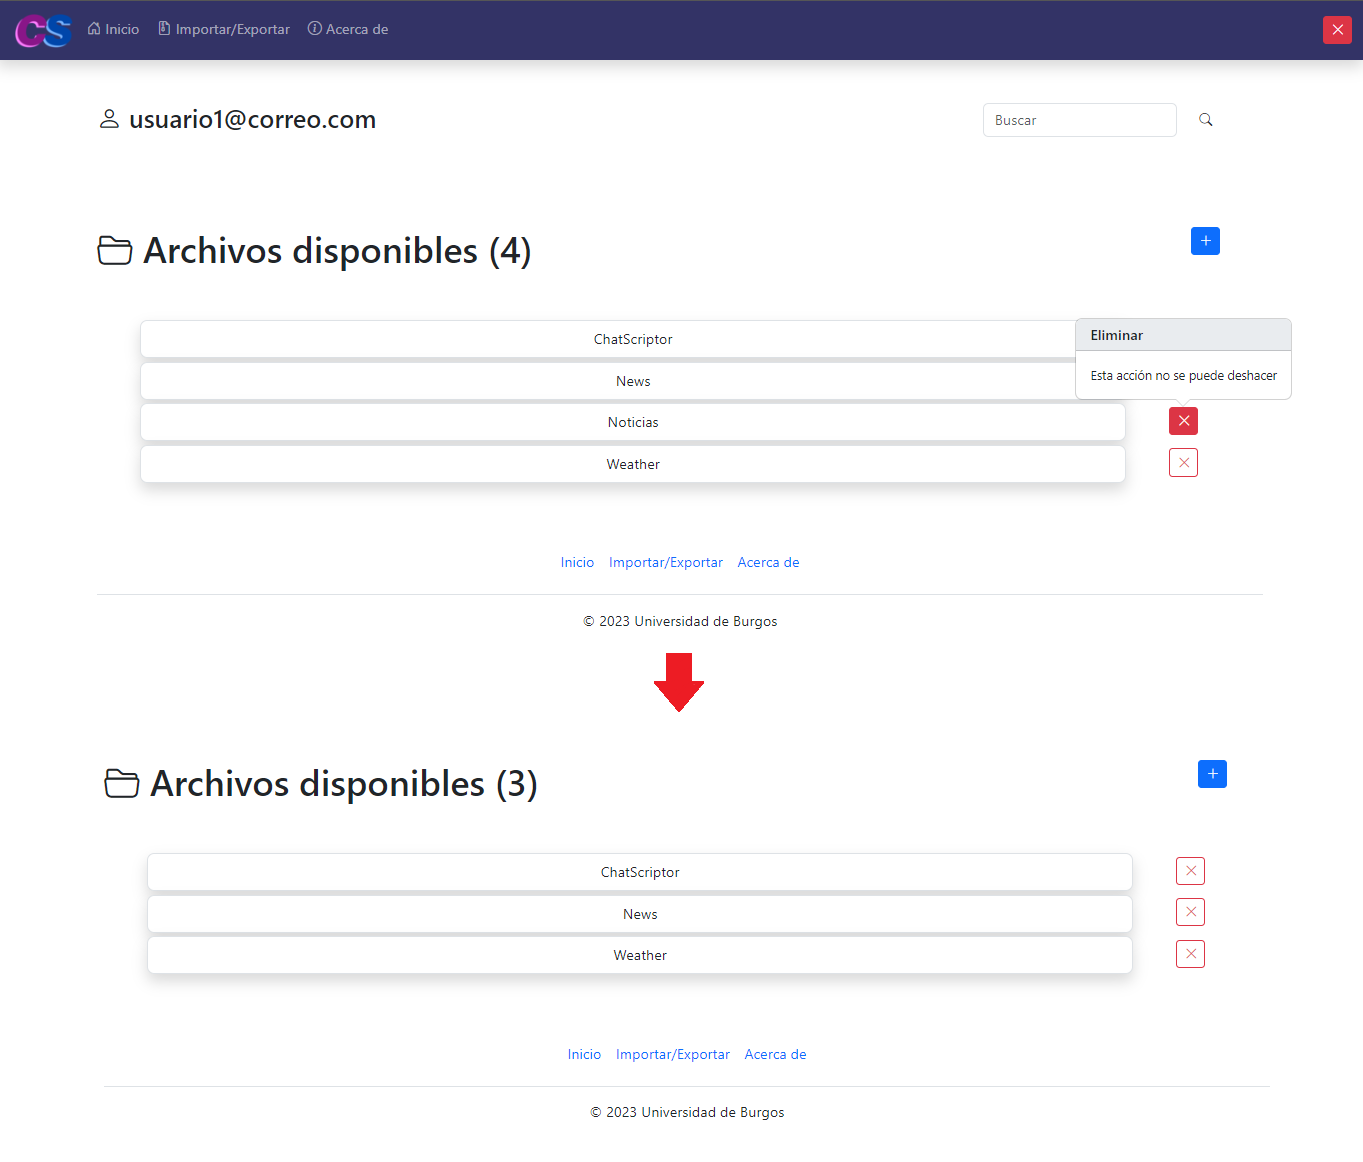 CS Inicio Importar/Exportar Acerca de
usuario1@correo.com Buscar
Archivos disponibles (4)
ChatScriptor
Eliminar
News
Esta acción no se puede deshacer
Noticias
Weather
Inicio Importar/Exportar Acerca de
© 2023 Universidad de Burgos
Archivos disponibles (3)
ChatScriptor
News
Weather
Inicio Importar/Exportar Acerca de
© 2023 Universidad de Burgos